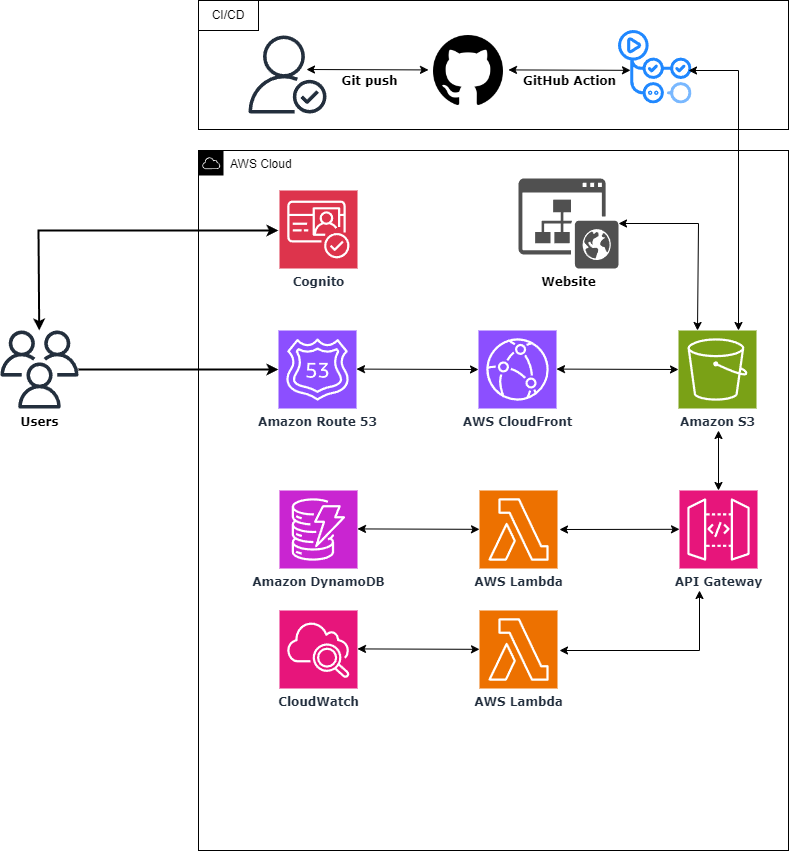 CI/CD
Git push
GitHub Action
AWS Cloud
Cognito
Website
53
Users
Amazon Route 53
AWS CloudFront
Amazon S3
</>
Amazon DynamoDB
AWS Lambda
API Gateway
CloudWatch
AWS Lambda